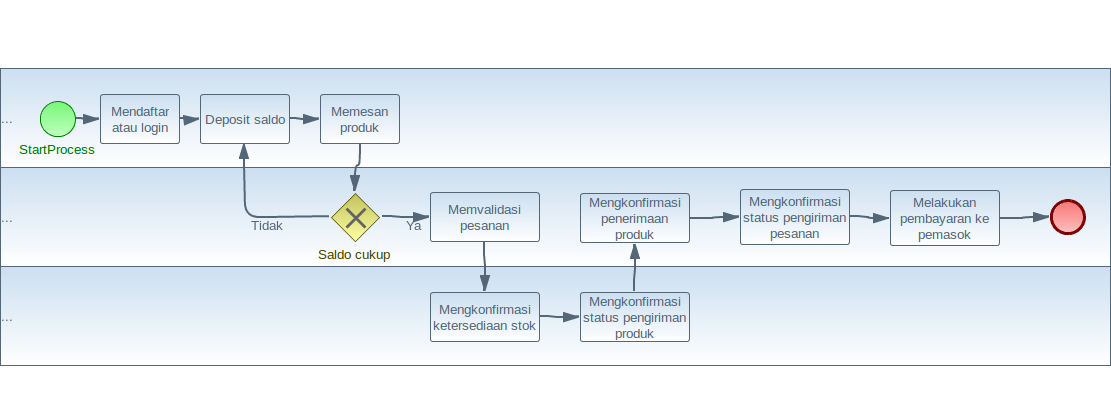 ...
StartProcess
Mendaftar
atau login
Deposit saldo
Memesan
produk
...
Tidak
Saldo cukup
Ya
Memvalidasi
pesanan
Mengkonfirmasi
penerimaan
produk
Mengkonfirmasi
status pengiriman
pesanan
Melakukan
pembayaran ke
pemasok
...
Mengkonfirmasi
ketersediaan stok
Mengkonfirmasi
status pengiriman
produk